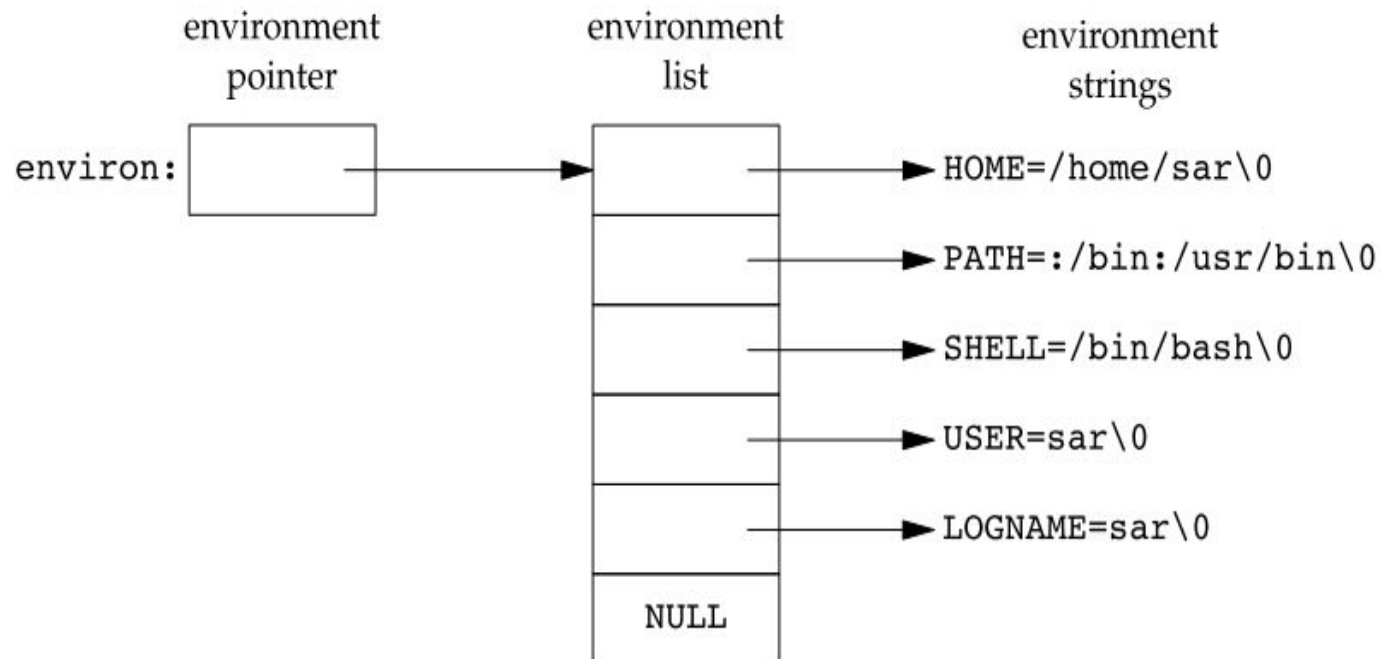 environment
pointer
environment
list
environment
strings
environ:
HOME=/home/sar\0
PATH=:/bin:/usr/bin\0
SHELL=/bin/bash\0
USER=sar\0
LOGNAME=sar\0
NULL